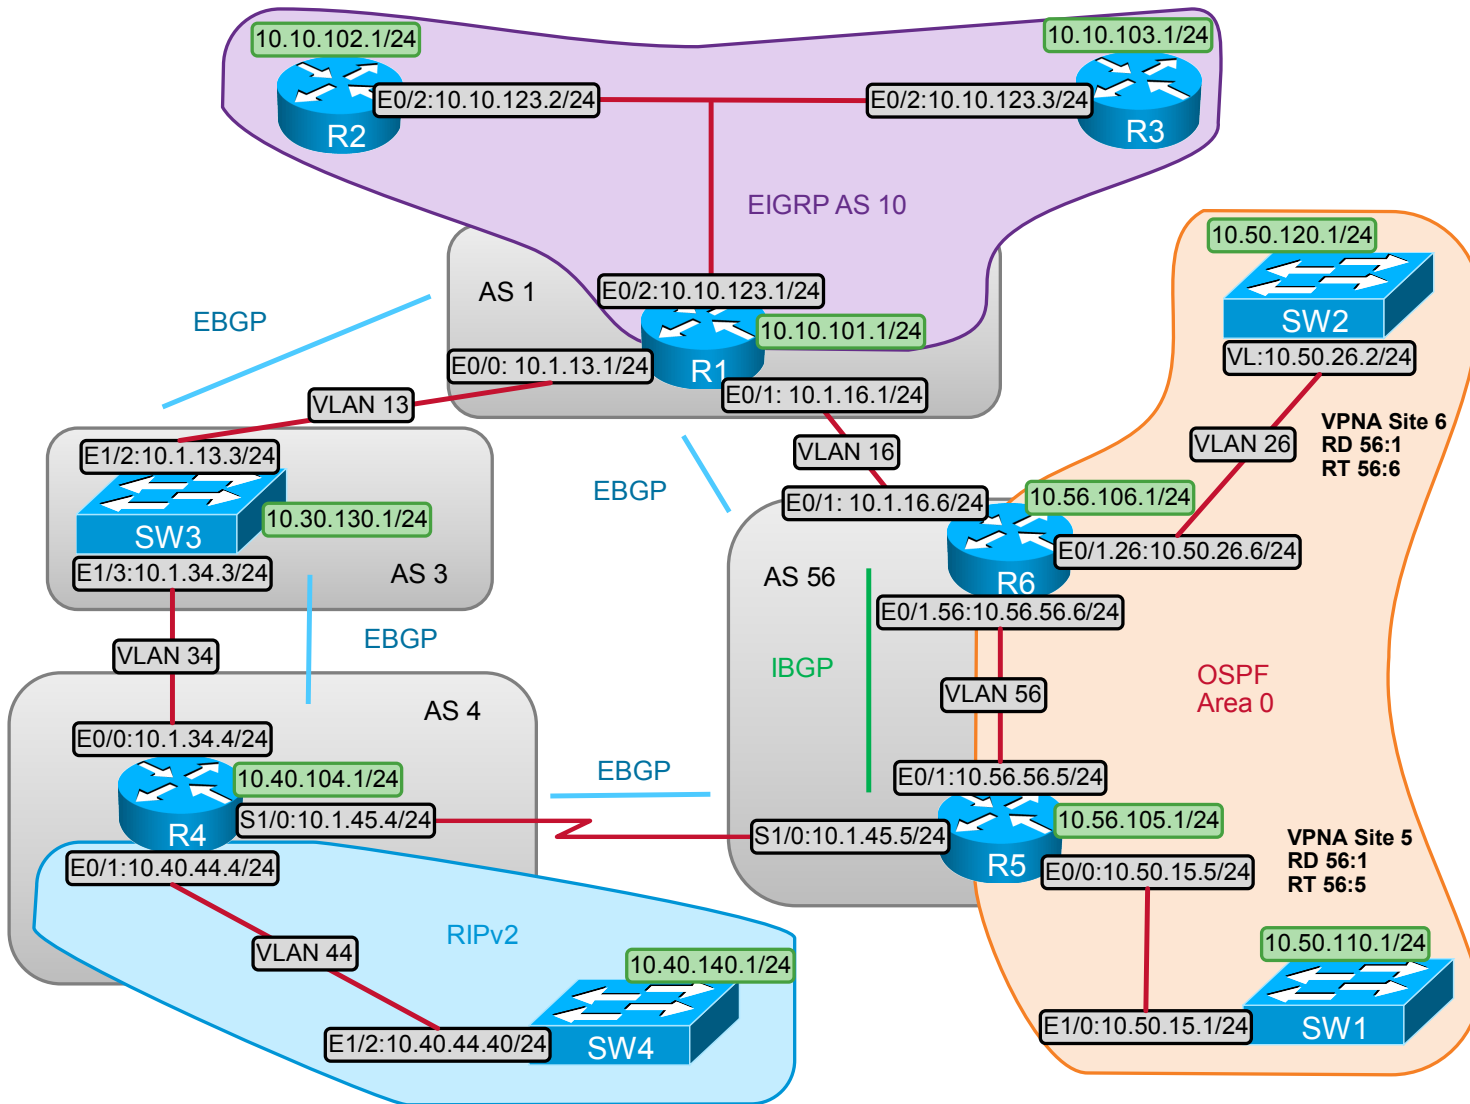 10.10.102.1/24
10.10.103.1/24
E0/2:10.10.123.2/24
E0/2:10.10.123.3/24
R2
R3
EIGRP AS 10
10.50.120.1/24
SW2
VL:10.50.26.2/24
AS 1
E0/2:10.10.123.1/24
10.10.101.1/24
R1
EBGP
E0/0: 10.1.13.1/24
E0/1: 10.1.16.1/24
VLAN 13
VLAN 16
VLAN 26
VPNA Site 6
RD 56:1
RT 56:6
E1/2:10.1.13.3/24
SW3
10.30.130.1/24
E1/3:10.1.34.3/24
AS 3
EBGP
E0/1: 10.1.16.6/24
10.56.106.1/24
R6
E0/1.26:10.50.26.6/24
AS 56
E0/1.56:10.56.56.6/24
EBGP
VLAN 34
IBGP
VLAN 56
OSPF
Area 0
AS 4
E0/0:10.1.34.4/24
10.40.104.1/24
R4
S1/0:10.1.45.4/24
EBGP
E0/1:10.56.56.5/24
10.56.105.1/24
S1/0:10.1.45.5/24
R5
E0/0:10.50.15.5/24
VPNA Site 5
RD 56:1
RT 56:5
E0/1:10.40.44.4/24
RIPv2
VLAN 44
10.40.140.1/24
E1/2:10.40.44.40/24
SW4
10.50.110.1/24
E1/0:10.50.15.1/24
SW1